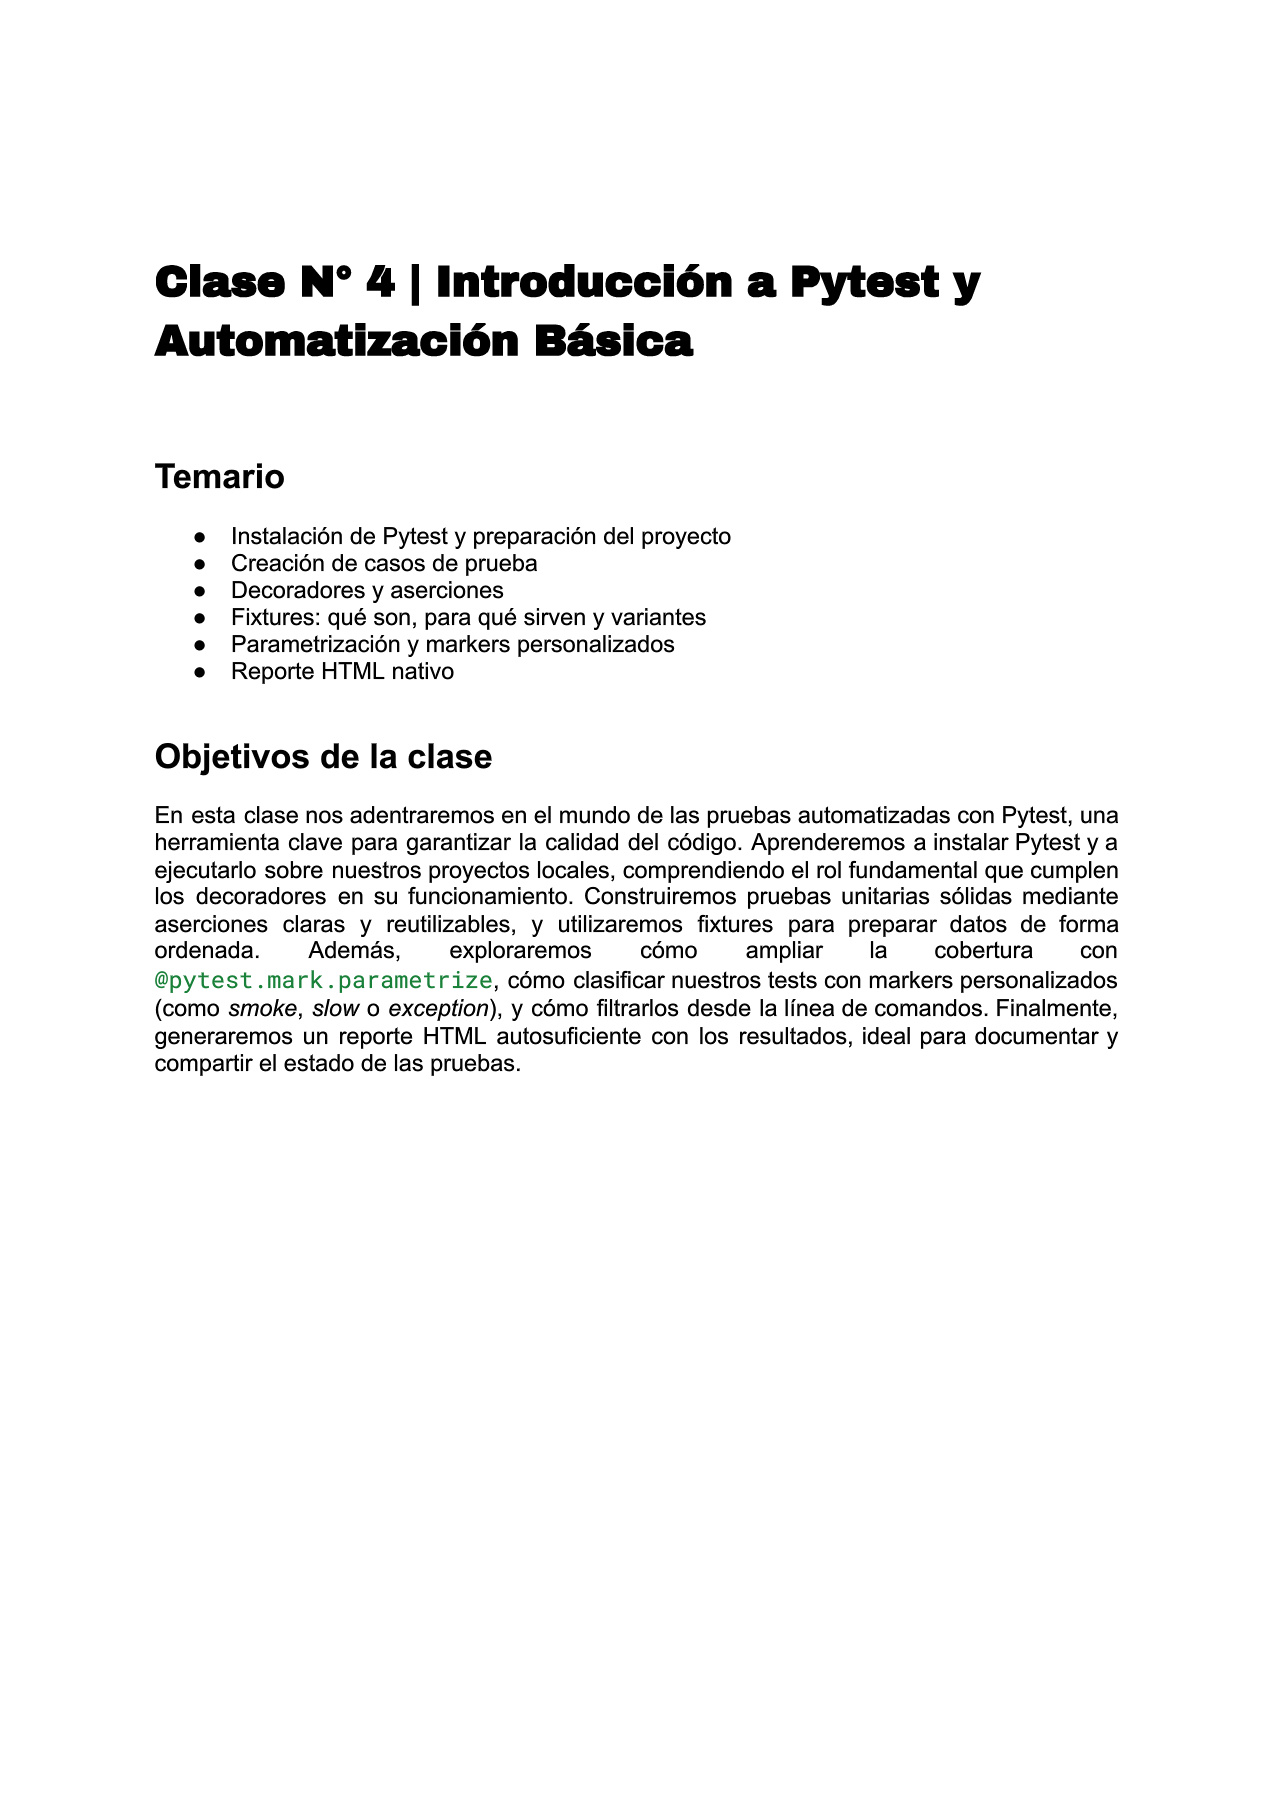 Clase N° 4 | Introducción a Pytest y
Automatización Básica
Temario
● Instalación de Pytest y preparación del proyecto
● Creación de casos de prueba
● Decoradores y aserciones
● Fixtures: qué son, para qué sirven y variantes
● Parametrización y markers personalizados
● Reporte HTML nativo
Objetivos de la clase
En esta clase nos adentraremos en el mundo de las pruebas automatizadas con Pytest, una
herramienta clave para garantizar la calidad del código. Aprenderemos a instalar Pytest y a
ejecutarlo sobre nuestros proyectos locales, comprendiendo el rol fundamental que cumplen
los decoradores en su funcionamiento. Construiremos pruebas unitarias sólidas mediante
aserciones claras y reutilizables, y utilizaremos fixtures para preparar datos de forma
ordenada. Además, exploraremos cómo ampliar la cobertura con
@pytest.mark.parametrize, cómo clasificar nuestros tests con markers personalizados
(como smoke, slow o exception), y cómo filtrarlos desde la línea de comandos. Finalmente,
generaremos un reporte HTML autosuficiente con los resultados, ideal para documentar y
compartir el estado de las pruebas.